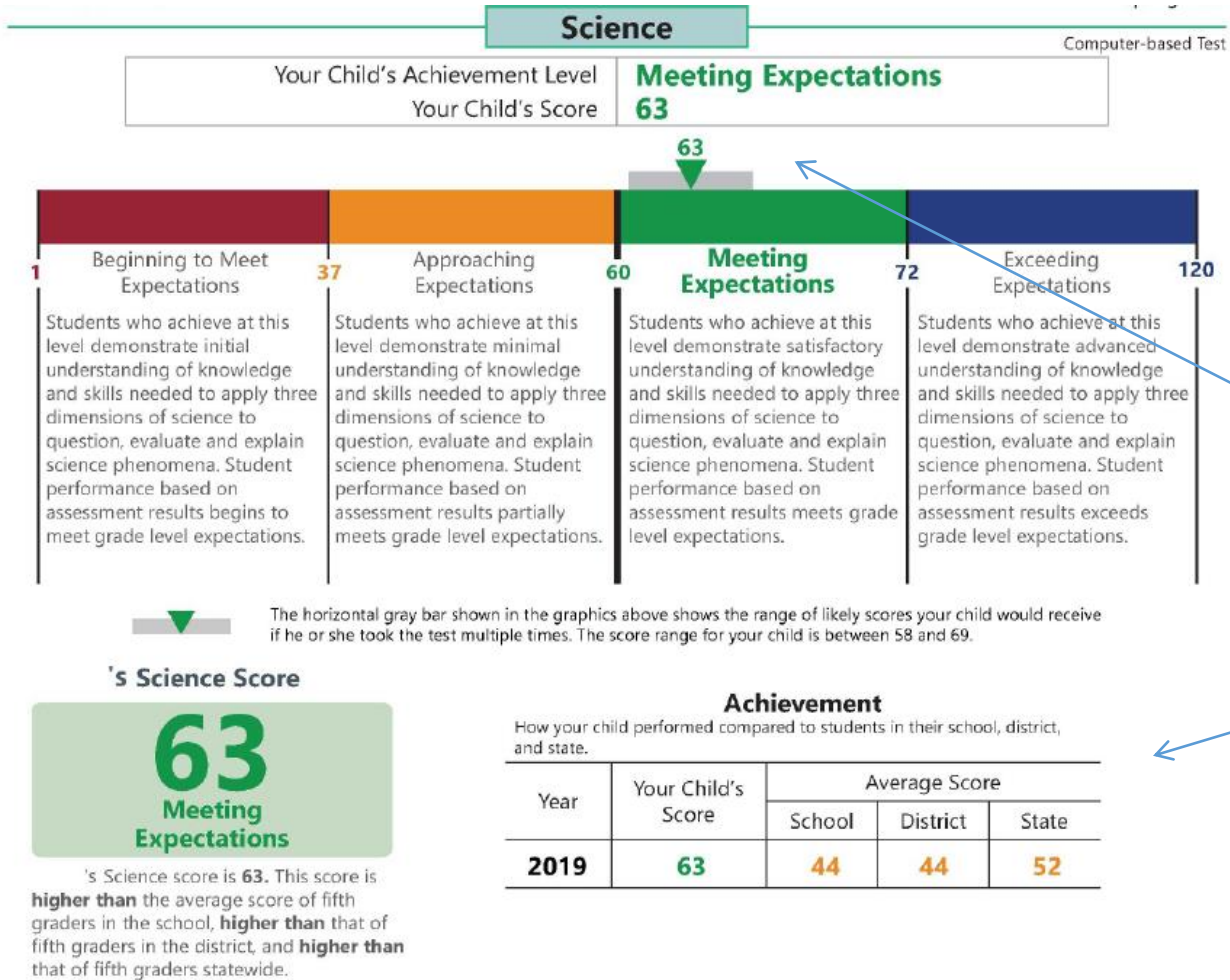 Science
Computer-based Test
Your Child's Achievement Level
Meeting Expectations
Your Child's Score
63
63
1
Beginning to Meet
Expectations
37
Approaching
Expectations
60
Meeting
Expectations
72
Exceeding
Expectations
120
Students who achieve at this
level demonstrate initial
understanding of knowledge
and skills needed to apply three
dimensions of science to
question, evaluate and explain
science phenomena. Student
performance based on
assessment results begins to
meet grade level expectations.
Students who achieve at this
level demonstrate minimal
understanding of knowledge
and skills needed to apply three
dimensions of science to
question, evaluate and explain
science phenomena. Student
performance based on
assessment results partially
meets grade level expectations.
Students who achieve at this
level demonstrate satisfactory
understanding of knowledge
and skills needed to apply three
dimensions of science to
question, evaluate and explain
science phenomena. Student
performance based on
assessment results meets grade
level expectations.
Students who achieve at this
level demonstrate advanced
understanding of knowledge
and skills needed to apply three
dimensions of science to
question, evaluate and explain
science phenomena. Student
performance based on
assessment results exceeds
grade level expectations.
The horizontal gray bar shown in the graphics above shows the range of likely scores your child would receive
if he or she took the test multiple times. The score range for your child is between 58 and 69.
's Science Score
63
Meeting
Expectations
's Science score is 63. This score is
higher than the average score of fifth
graders in the school, higher than that of
fifth graders in the district, and higher than
that of fifth graders statewide.
Achievement
How your child performed compared to students in their school, district,
and state.
Year
Your Child's
Score
Average Score
School
District
State
2019
63
44
44
52